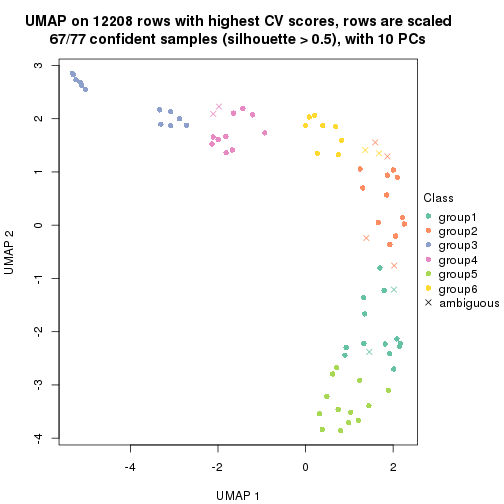 UMAP on 12208 rows with highest CV scores, rows are scaled
67/77 confident samples (silhouette > 0.5), with 10 PCs
3
2
1
0
-1
-2
-3
-4
UMAP 2
-4
-2
0
2
UMAP 1
Class
group1
group2
group3
group4
group5
group6
ambiguous